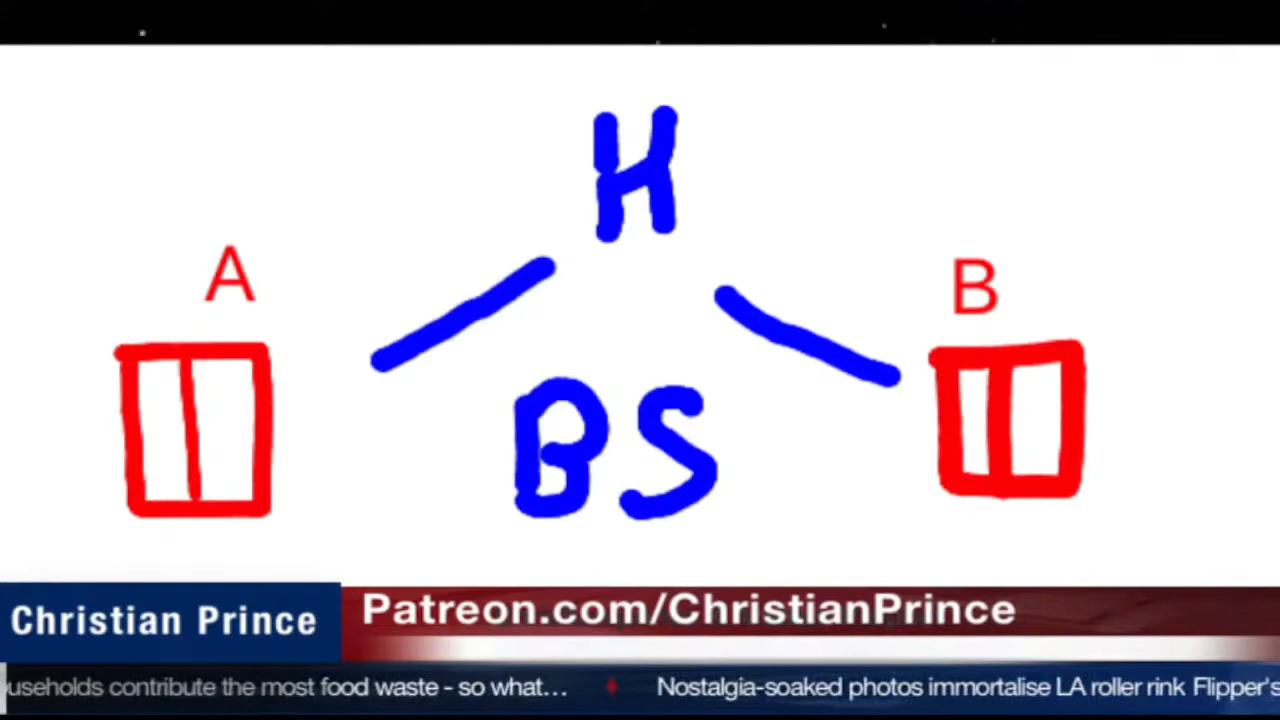 H
A
B
BS
Christian Prince
Patreon.com/ChristianPrince
useholds contribute the most food waste - so what... ♦ Nostalgia-soaked photos immortalise LA roller rink Flipper's